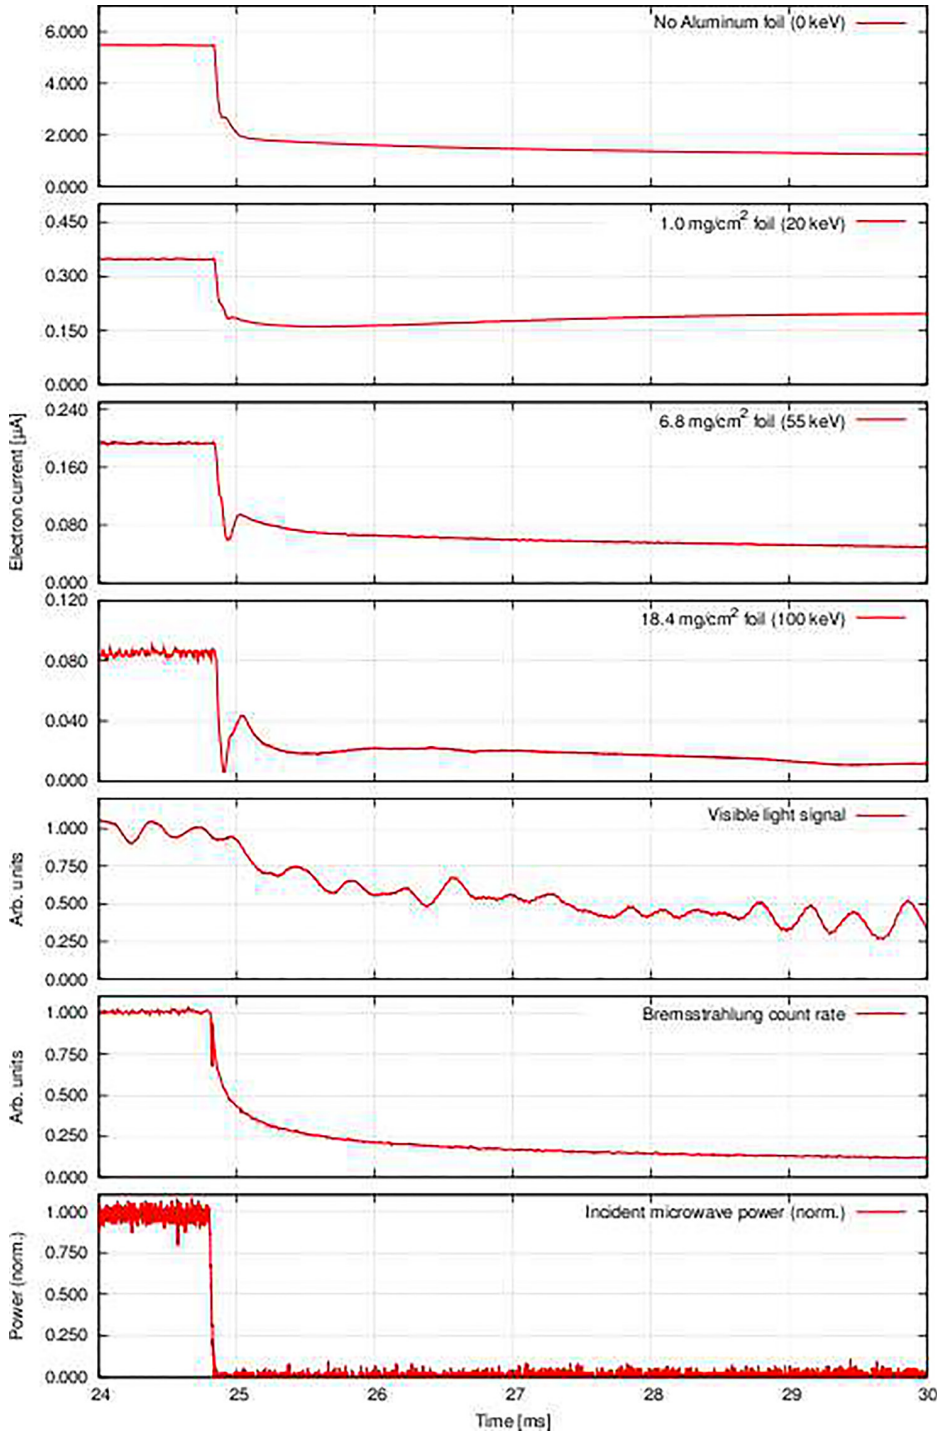 No Aluminum foil (0 keV)
6.000
4.000
2.000
0.000
1.0 mg/cm² foil (20 keV)
0.450
0.300
0.150
0.000
Electron current [µA]
6.8 mg/cm² foil (55 keV)
0.240
0.160
0.080
0.000
18.4 mg/cm² foil (100 keV)
0.120
0.080
0.040
0.000
Visible light signal
Arb. units
1.000
0.750
0.500
0.250
0.000
Bremsstrahlung count rate
Arb. units
1.000
0.750
0.500
0.250
0.000
Incident microwave power (norm.)
Power (norm.)
1.000
0.750
0.500
0.250
0.000
24 25 26 27 28 29 30
Time [ms]